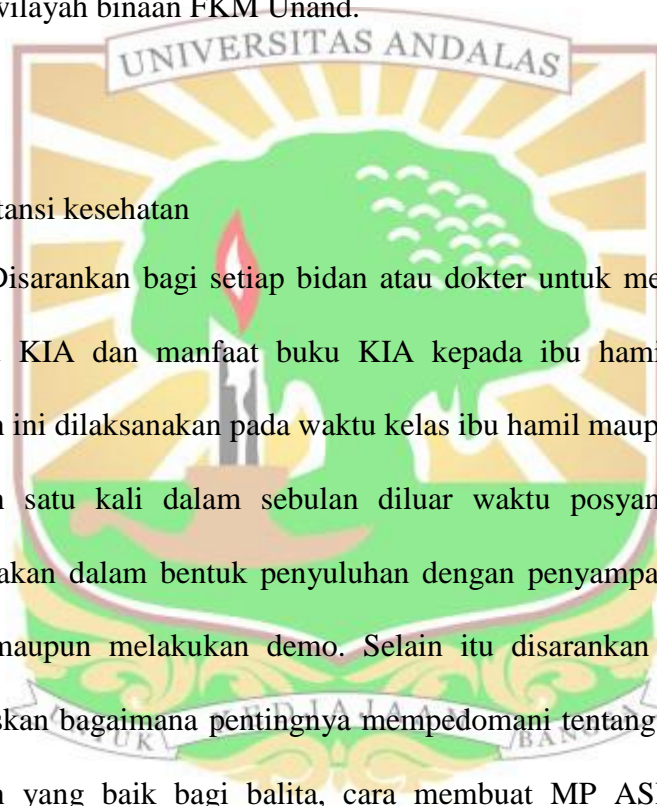 wilayah binaan FKM Unand.
UNIVERSITAS ANDALAS
tansi kesehatan
Disarankan bagi setiap bidan atau dokter untuk me
KIA dan manfaat buku KIA kepada ibu hami
n ini dilaksanakan pada waktu kelas ibu hamil maup
n satu kali dalam sebulan diluar waktu posyan
akan dalam bentuk penyuluhan dengan penyampa
maupun melakukan demo. Selain itu disarankan
skan bagaimana pentingnya mempedomani tentang
UNTUK KEDJAJAAN BANGSA
n yang baik bagi balita, cara membuat MP AS